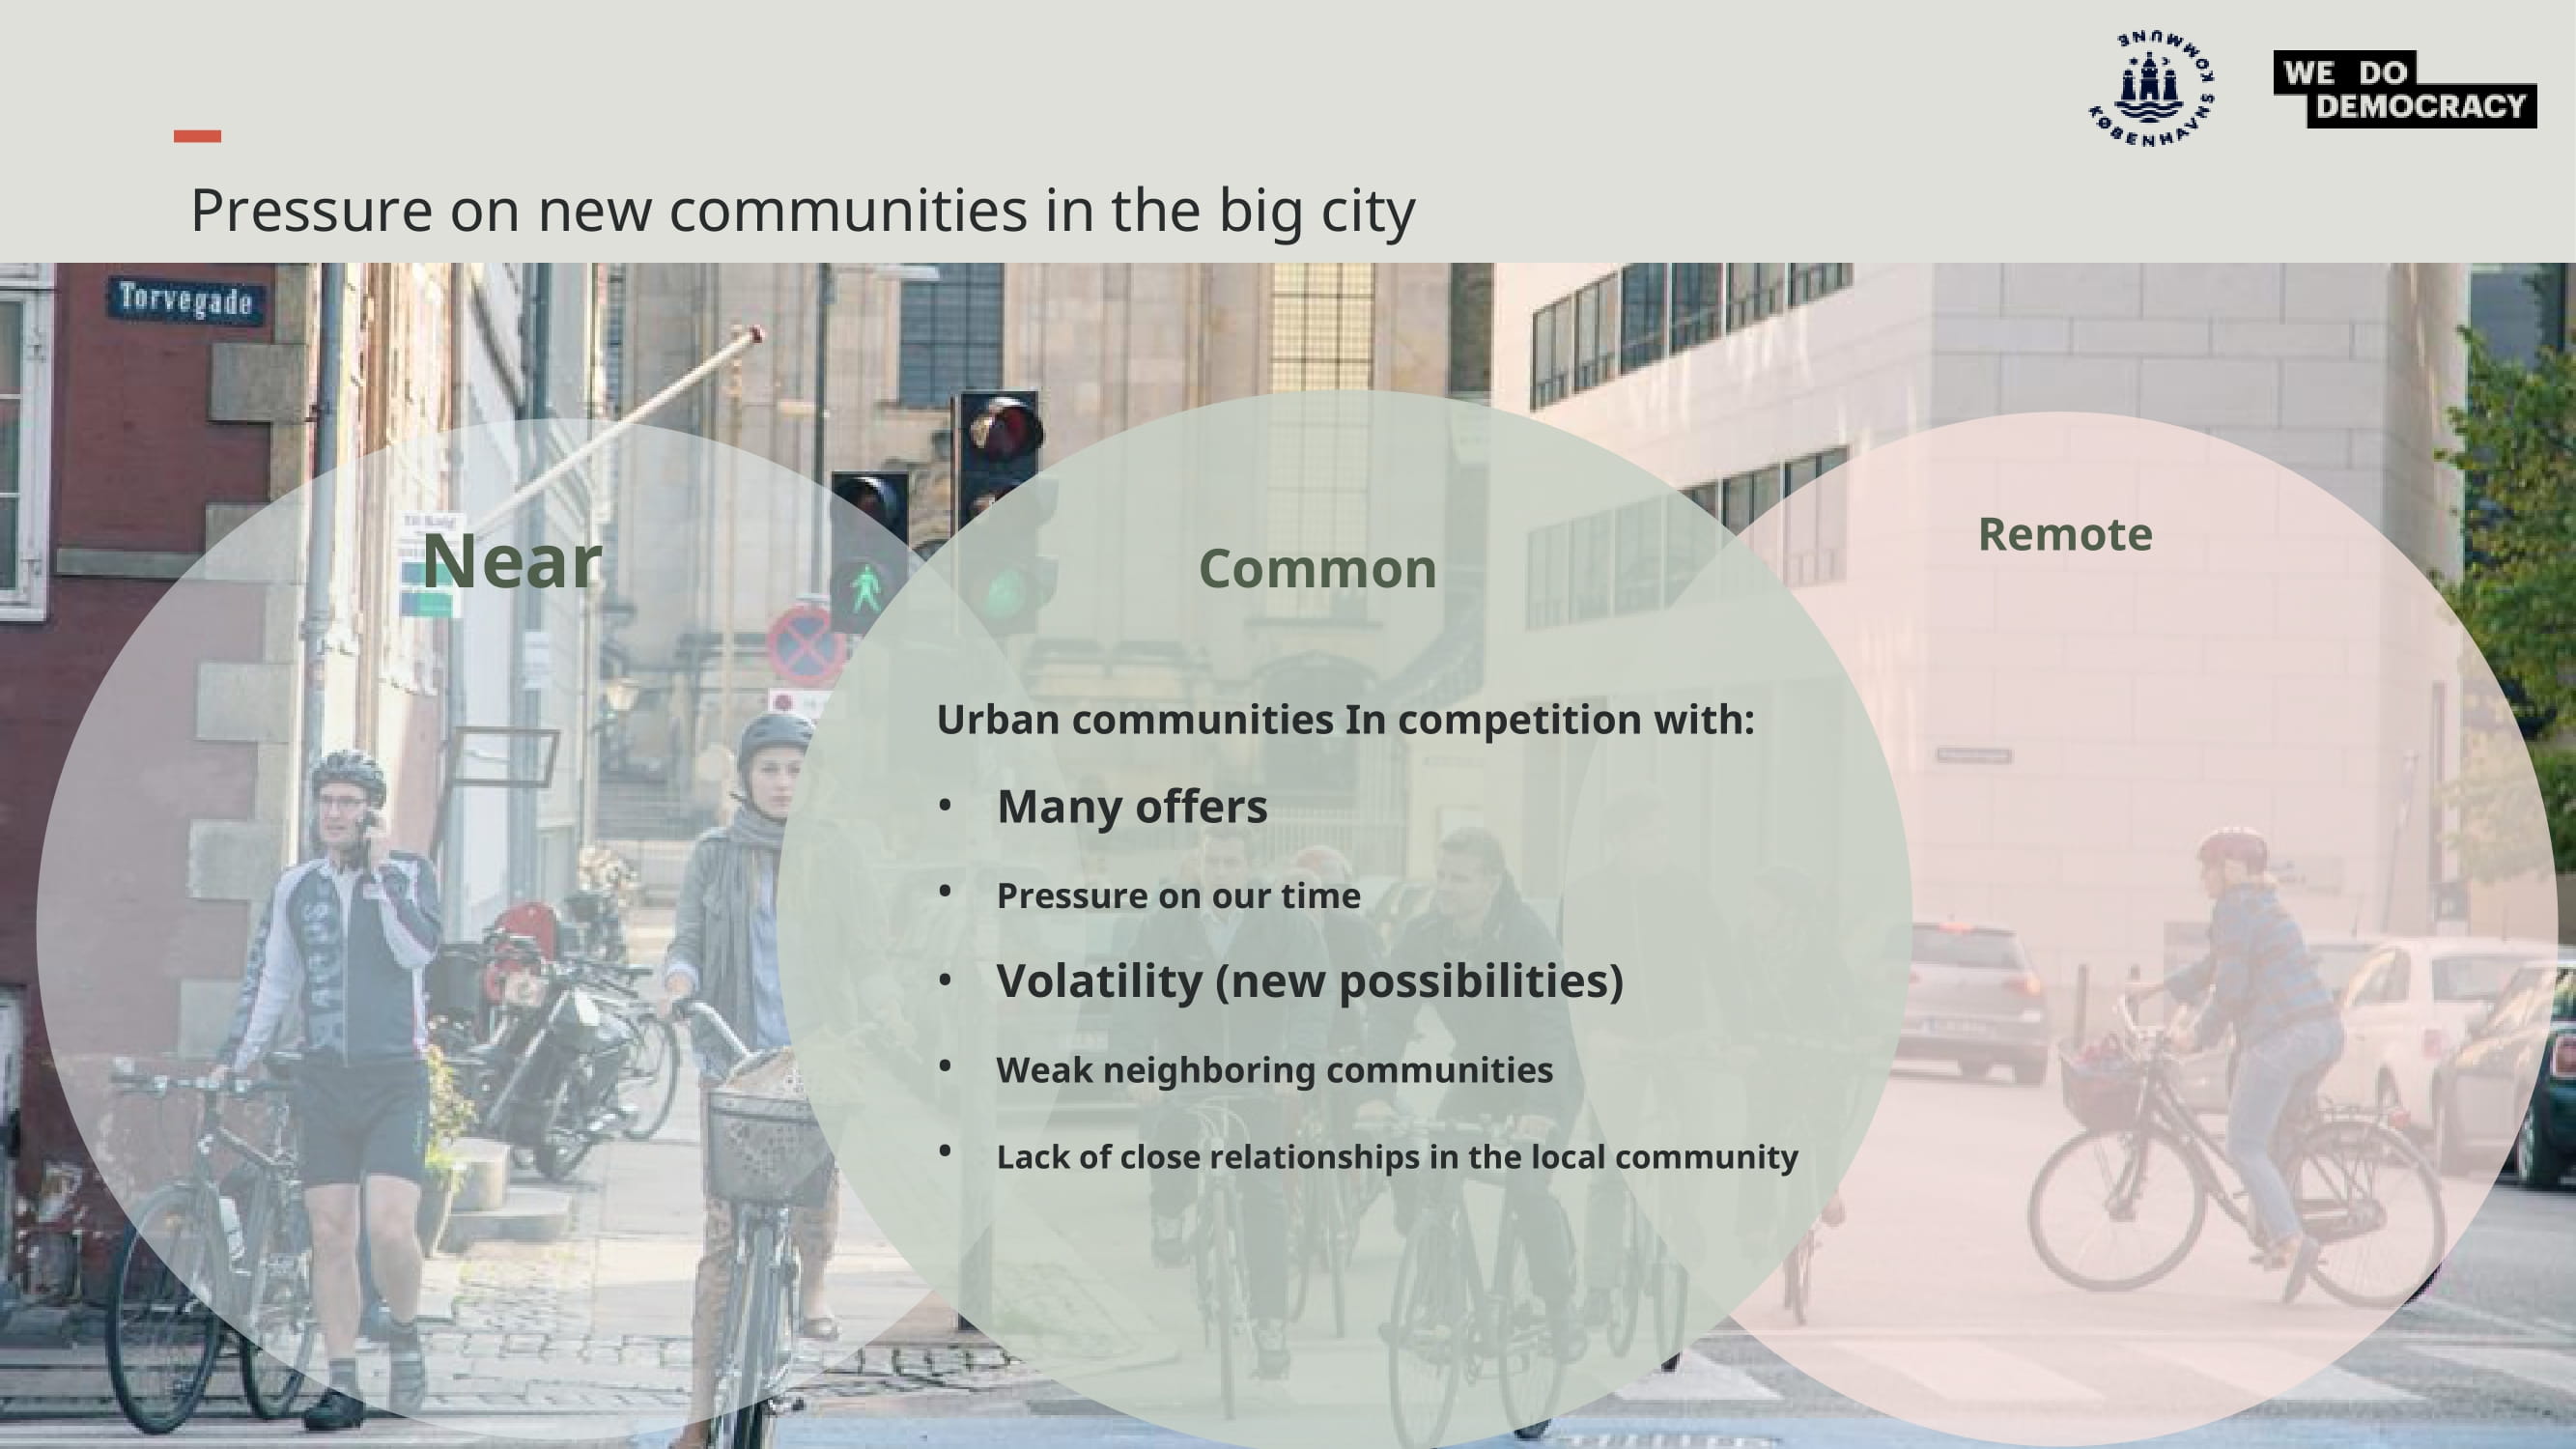 KØBENHAVNS KOMMUNE
WE DO
DEMOCRACY
Pressure on new communities in the big city
Torvegade
Near
Common
Remote
Urban communities In competition with:
• Many offers
• Pressure on our time
• Volatility (new possibilities)
• Weak neighboring communities
• Lack of close relationships in the local community